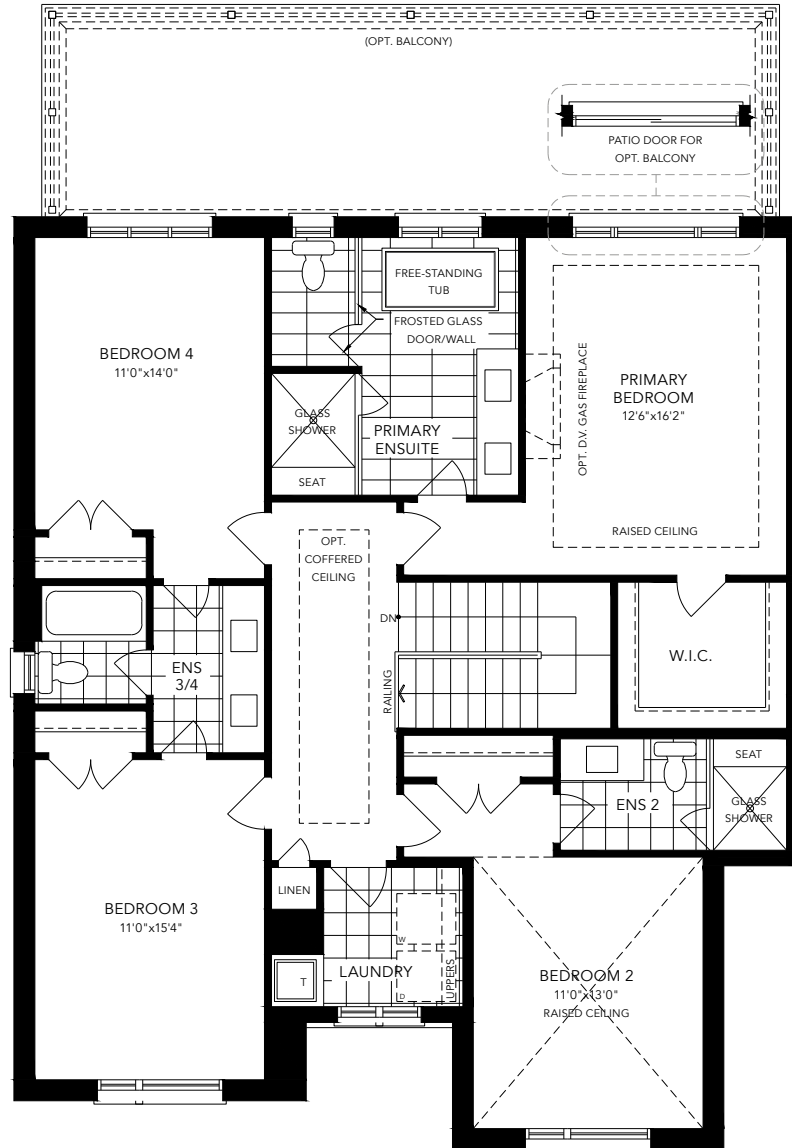 (OPT. BALCONY)
PATIO DOOR FOR
OPT. BALCONY
FREE-STANDING
TUB
FROSTED GLASS
DOOR/WALL
BEDROOM 4
11'0"x14'0"
OPT. D.V. GAS FIREPLACE
PRIMARY
BEDROOM
12'6"x16'2"
GLASS
SHOWER
SEAT
PRIMARY
ENSUITE
RAISED CEILING
OPT.
COFFERED
CEILING
DN
RAILING
W.I.C.
ENS
3/4
SEAT
GLASS
SHOWER
ENS 2
LINEN
BEDROOM 3
11'0"x15'4"
W
LAUNDRY
UPPERS
T
D
BEDROOM 2
11'0"x13'0"
RAISED CEILING